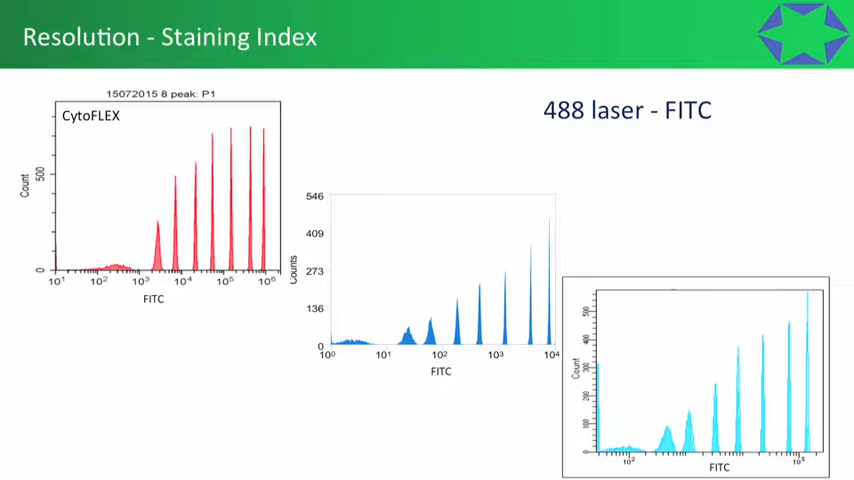 Resolution - Staining Index
488 laser - FITC
15072015 8 peak: P1
CytoFLEX
Count
500
0
10¹ 10² 10³ 10⁴ 10⁵ 10⁶
FITC
546
409
273
136
0
Counts
10⁰ 10¹ 10² 10³ 10⁴
FITC
500
400
300
200
100
0
Count
10² 10⁵
FITC